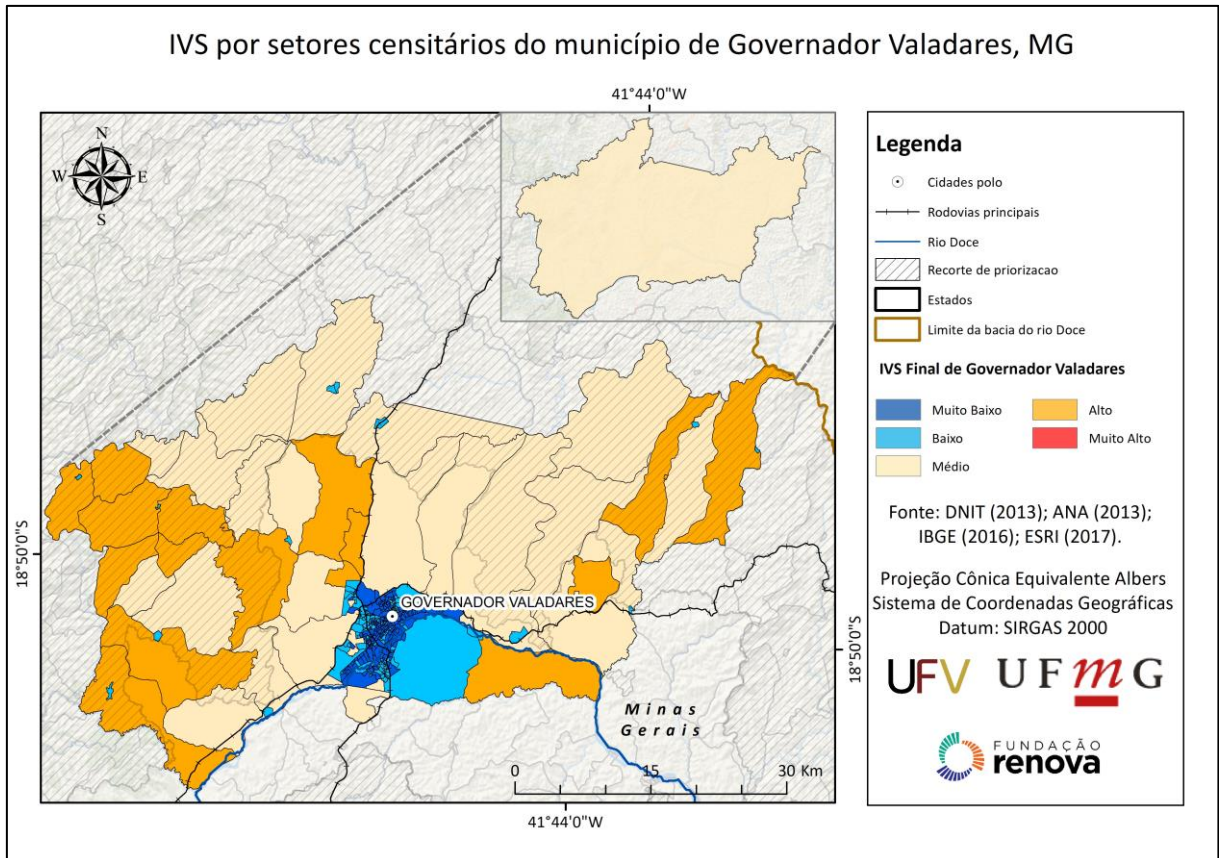 IVS por setores censitários do município de Governador Valadares, MG
41°44'0"W
N
W
E
S
18°50'0"S
GOVERNADOR VALADARES
Minas
Gerais
0
15
30 Km
18°50'0"S
41°44'0"W
Legenda
Cidades polo
Rodovias principais
Rio Doce
Recorte de priorizacao
Estados
Limite da bacia do rio Doce
IVS Final de Governador Valadares
Muito Baixo
Alto
Baixo
Muito Alto
Médio
Fonte: DNIT (2013); ANA (2013);
IBGE (2016); ESRI (2017).
Projeção Cônica Equivalente Albers
Sistema de Coordenadas Geográficas
Datum: SIRGAS 2000
UFV
UFmG
FUNDAÇÃO
renova